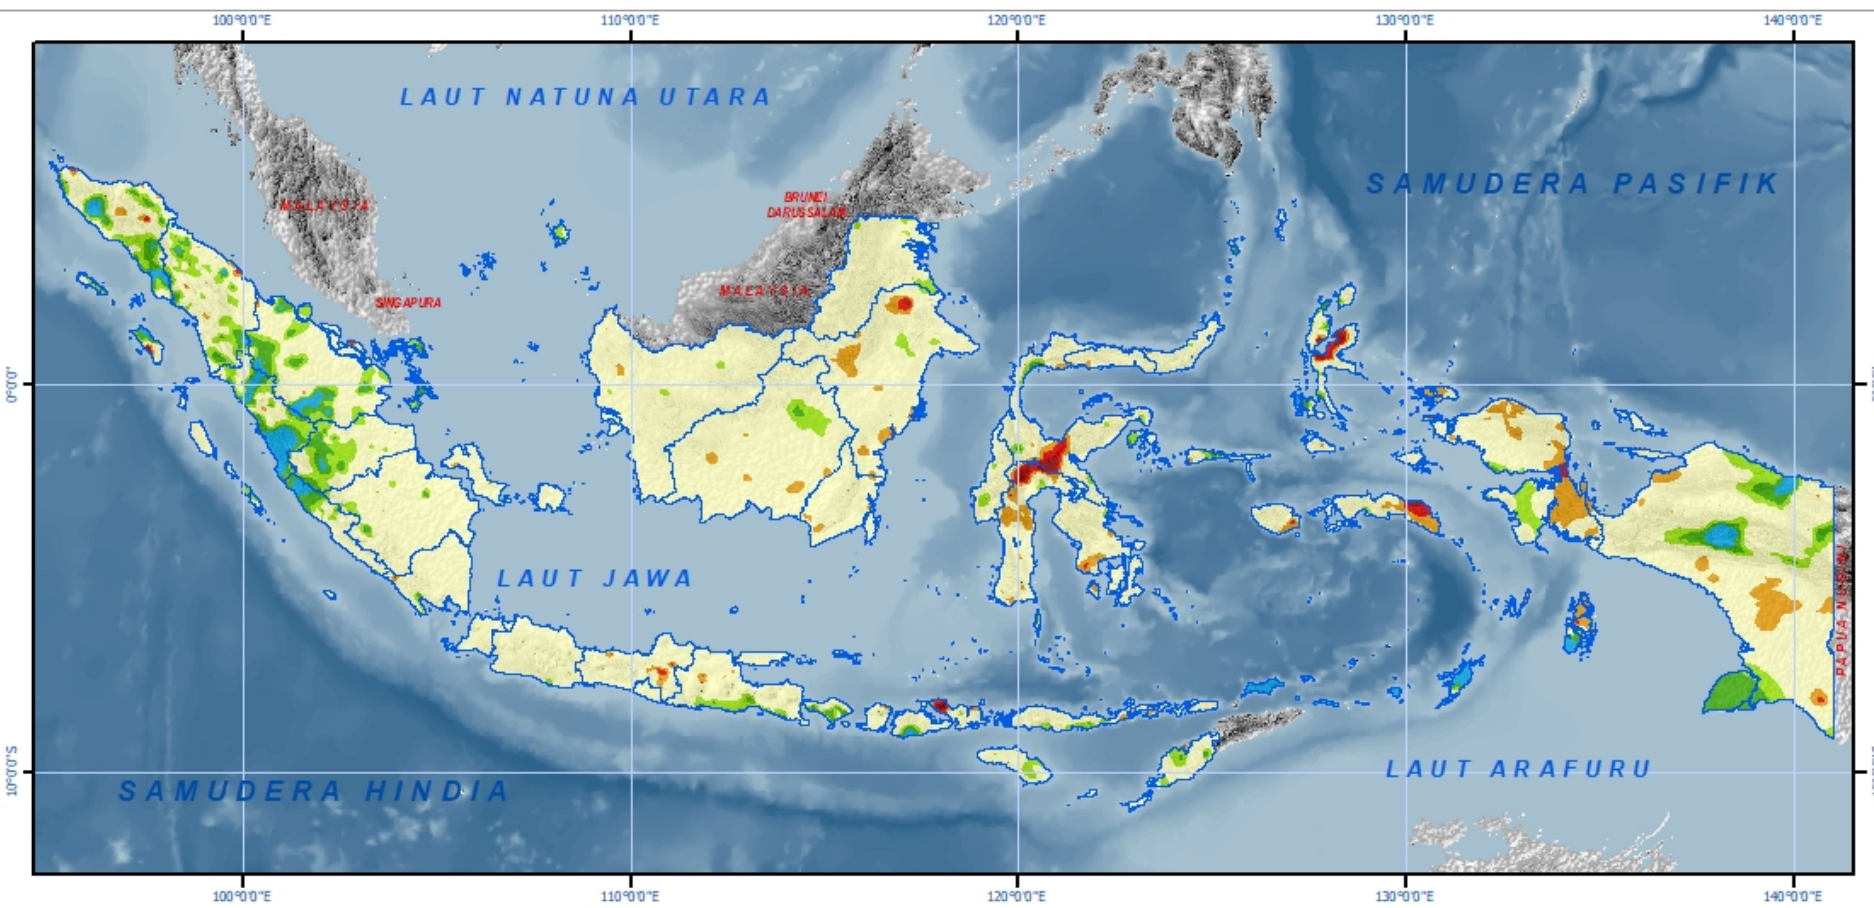 100°0'0"E 110°0'0"E 120°0'0"E 130°0'0"E 140°0'0"E
LAUT NATUNA UTARA
SAMUDERA PASIFIK
BRUNEI
DARUSSALAM
MALAYSIA
MALAYSIA
SINGAPURA
0°0'0"
LAUT JAWA
PAPUA NUGINI
10°0'0"S
SAMUDERA HINDIA
LAUT ARAFURU
100°0'0"E 110°0'0"E 120°0'0"E 130°0'0"E 140°0'0"E